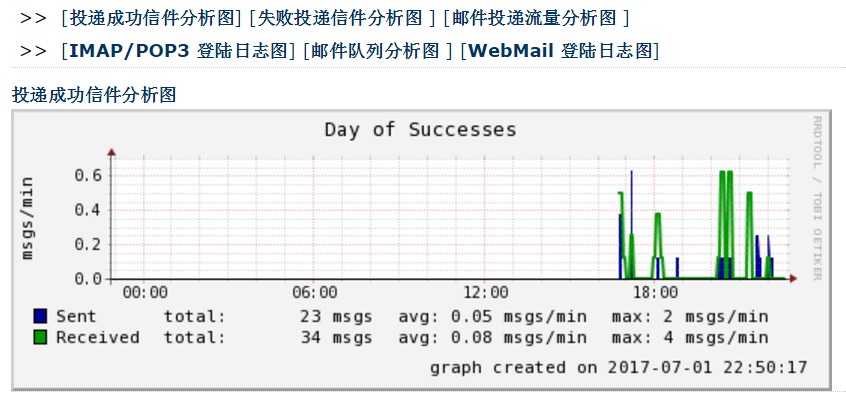 >> [投递成功信件分析图] [失败投递信件分析图 ] [邮件投递流量分析图 ]
>> [IMAP/POP3 登陆日志图] [邮件队列分析图 ] [WebMail 登陆日志图]
投递成功信件分析图
Day of Successes
RRDTOOL / TOBI OETIKER
msgs/min
0.6
0.4
0.2
0.0
00:00 06:00 12:00 18:00
Sent total: 23 msgs avg: 0.05 msgs/min max: 2 msgs/min
Received total: 34 msgs avg: 0.08 msgs/min max: 4 msgs/min
graph created on 2017-07-01 22:50:17